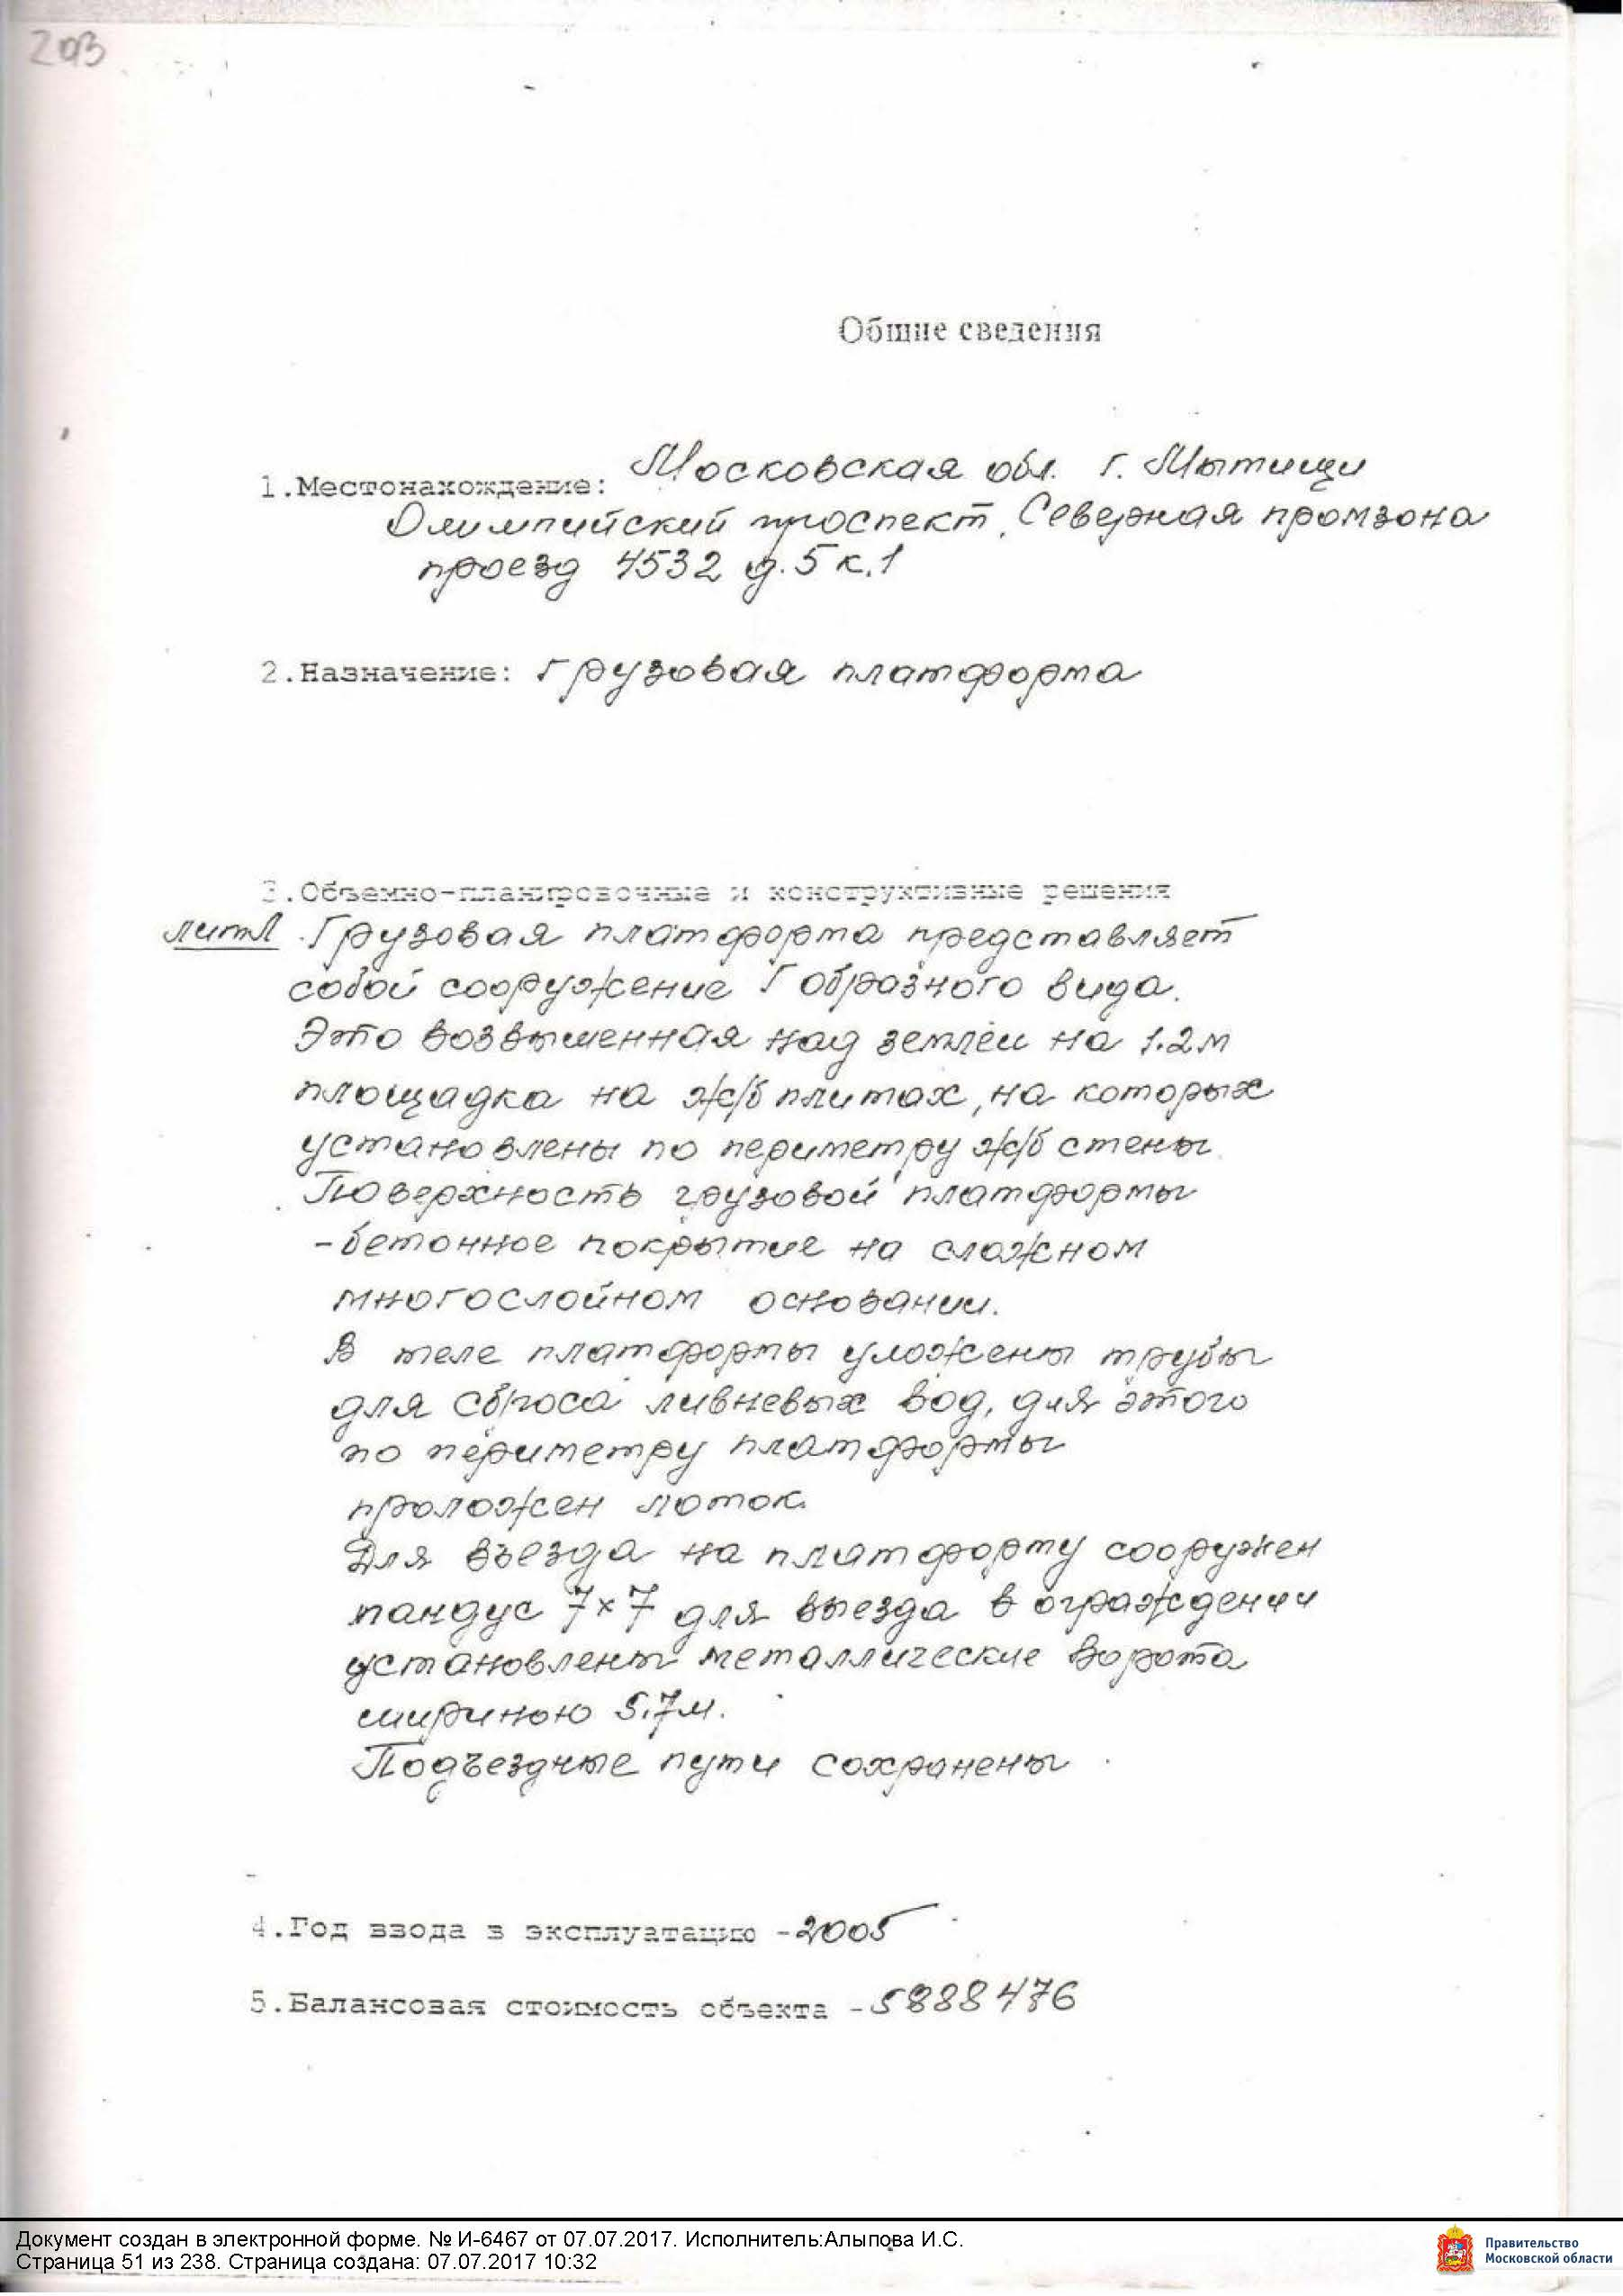 203
Общие сведения
1.Местонахождение: Московская обл. г. Мытищи
Олимпийский проспект, Северная промзона
проезд 4532 д. 5 к.1
2.Назначение: грузовая платформа
3.Объемно-планировочные и конструктивные решения
лит Л Грузовая платформа представляет
собой сооружение Г образного вида.
Это возвышенная над землёи на 1.2м
площадка на ж/б плитах, на которых
установлены по периметру ж/б стены.
Поверхность грузовой платформы
-бетонное покрытие на сложном
многослойном основании.
В теле платформы уложены трубы
для сброса ливневых вод, для этого
по периметру платформы
проложен лоток.
Для въезда на платформу сооружен
пандус 7×7 для выезда в ограждении
установлены металлические ворота
шириною 5.7м.
Подъездные пути сохранены
4.Год ввода в эксплуатацию -2005
5.Балансовая стоимость объекта -5888476
Документ создан в электронной форме. № И-6467 от 07.07.2017. Исполнитель:Алыпова И.С.
Страница 51 из 238. Страница создана: 07.07.2017 10:32
Правительство
Московской области